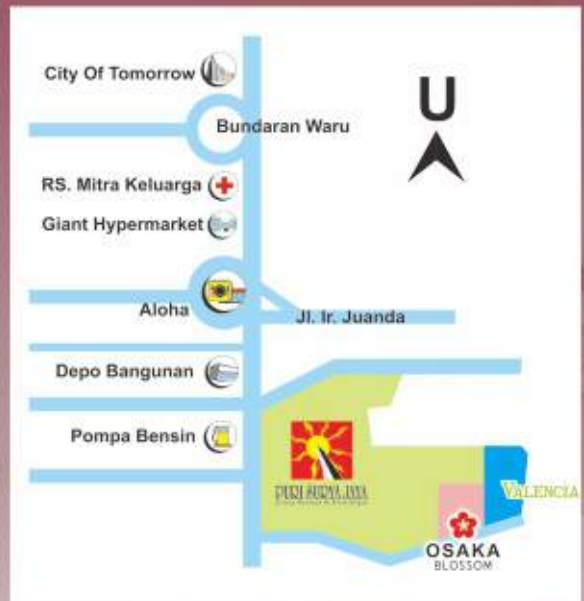 City Of Tomorrow
U
Bundaran Waru
RS. Mitra Keluarga
Giant Hypermarket
Aloha
Jl. Ir. Juanda
Depo Bangunan
Pompa Bensin
PURI SURYA JAYA
VALENCIA
OSAKA
BLOSSOM